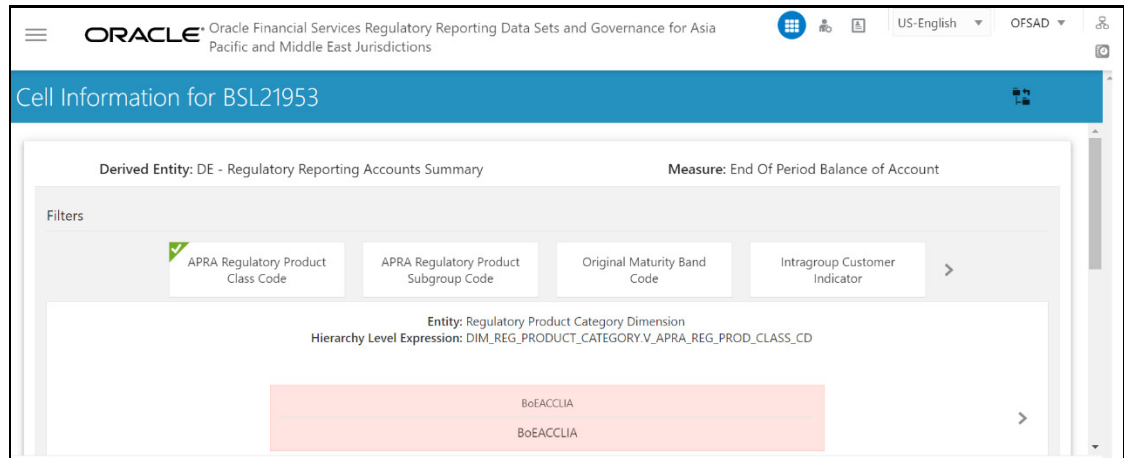 ORACLE® Oracle Financial Services Regulatory Reporting Data Sets and Governance for Asia
Pacific and Middle East Jurisdictions
US-English
OFSAD
Cell Information for BSL21953
Derived Entity: DE - Regulatory Reporting Accounts Summary
Measure: End Of Period Balance of Account
Filters
APRA Regulatory Product
Class Code
APRA Regulatory Product
Subgroup Code
Original Maturity Band
Code
Intragroup Customer
Indicator
Entity: Regulatory Product Category Dimension
Hierarchy Level Expression: DIM_REG_PRODUCT_CATEGORY.V_APRA_REG_PROD_CLASS_CD
BoEACCLIA
BoEACCLIA